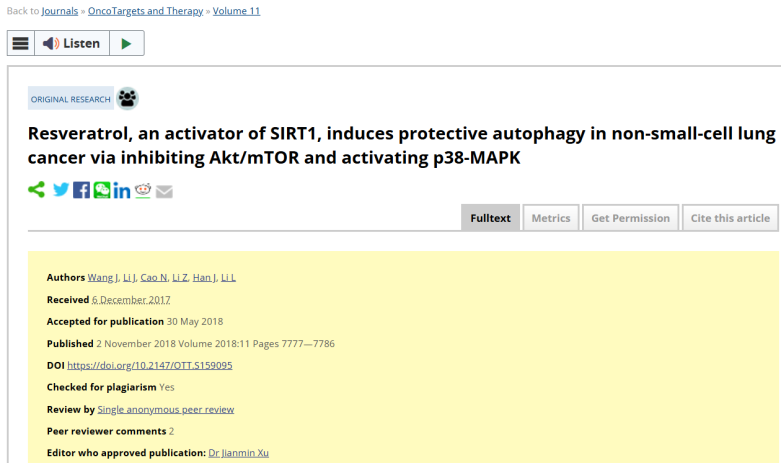 Back to Journals » OncoTargets and Therapy » Volume 11
Listen
ORIGINAL RESEARCH
Resveratrol, an activator of SIRT1, induces protective autophagy in non-small-cell lung
cancer via inhibiting Akt/mTOR and activating p38-MAPK
Fulltext Metrics Get Permission Cite this article
Authors Wang J, Li J, Cao N, Li Z, Han J, Li L
Received 6 December 2017
Accepted for publication 30 May 2018
Published 2 November 2018 Volume 2018:11 Pages 7777—7786
DOI https://doi.org/10.2147/OTT.S159095
Checked for plagiarism Yes
Review by Single anonymous peer review
Peer reviewer comments 2
Editor who approved publication: Dr Jianmin Xu